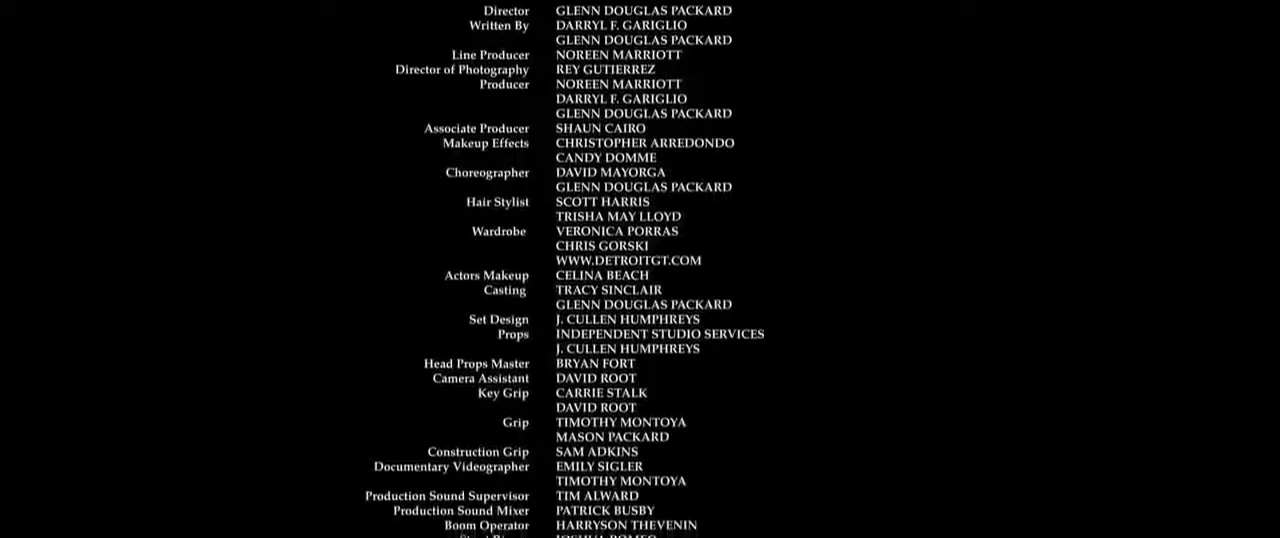 Director GLENN DOUGLAS PACKARD
Written By DARRYL F. GARIGLIO
GLENN DOUGLAS PACKARD
Line Producer NOREEN MARRIOTT
Director of Photography REY GUTIERREZ
Producer NOREEN MARRIOTT
DARRYL F. GARIGLIO
GLENN DOUGLAS PACKARD
Associate Producer SHAUN CAIRO
Makeup Effects CHRISTOPHER ARREDONDO
CANDY DOMME
Choreographer DAVID MAYORGA
GLENN DOUGLAS PACKARD
Hair Stylist SCOTT HARRIS
TRISHA MAY LLOYD
Wardrobe VERONICA PORRAS
CHRIS GORSKI
WWW.DETROITGT.COM
Actors Makeup CELINA BEACH
Casting TRACY SINCLAIR
GLENN DOUGLAS PACKARD
Set Design J. CULLEN HUMPHREYS
Props INDEPENDENT STUDIO SERVICES
J. CULLEN HUMPHREYS
Head Props Master BRYAN FORT
Camera Assistant DAVID ROOT
Key Grip CARRIE STALK
DAVID ROOT
Grip TIMOTHY MONTOYA
MASON PACKARD
Construction Grip SAM ADKINS
Documentary Videographer EMILY SIGLER
TIMOTHY MONTOYA
Production Sound Supervisor TIM ALWARD
Production Sound Mixer PATRICK BUSBY
Boom Operator HARRYSON THEVENIN